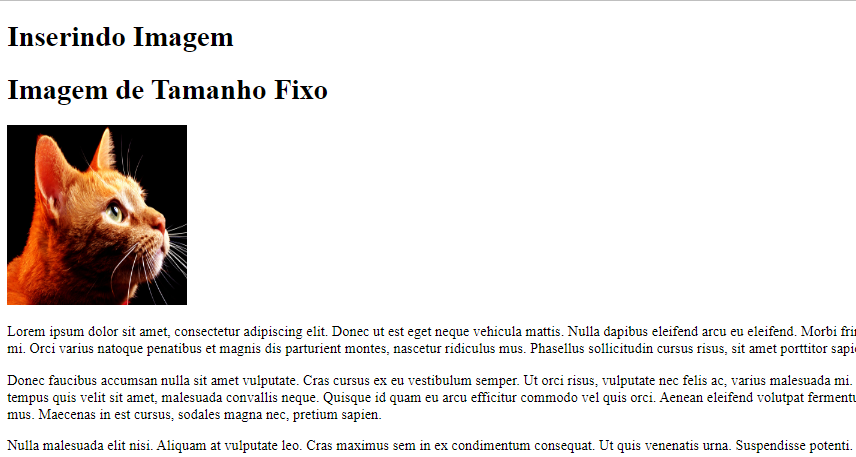 Inserindo Imagem
Imagem de Tamanho Fixo
Lorem ipsum dolor sit amet, consectetur adipiscing elit. Donec ut est eget neque vehicula mattis. Nulla dapibus eleifend arcu eu eleifend. Morbi
mi. Orci varius natoque penatibus et magnis dis parturient montes, nascetur ridiculus mus. Phasellus sollicitudin cursus risus, sit amet porttitor
Donec faucibus accumsan nulla sit amet vulputate. Cras cursus ex eu vestibulum semper. Ut orci risus, vulputate nec felis ac, varius malesuada mi.
tempus quis velit sit amet, malesuada convallis neque. Quisque id quam eu arcu efficitur commodo vel quis orci. Aenean eleifend volutpat
mus. Maecenas in est cursus, sodales magna nec, pretium sapien.
Nulla malesuada elit nisi. Aliquam at vulputate leo. Cras maximus sem in ex condimentum consequat. Ut quis venenatis urna. Suspendisse potenti.